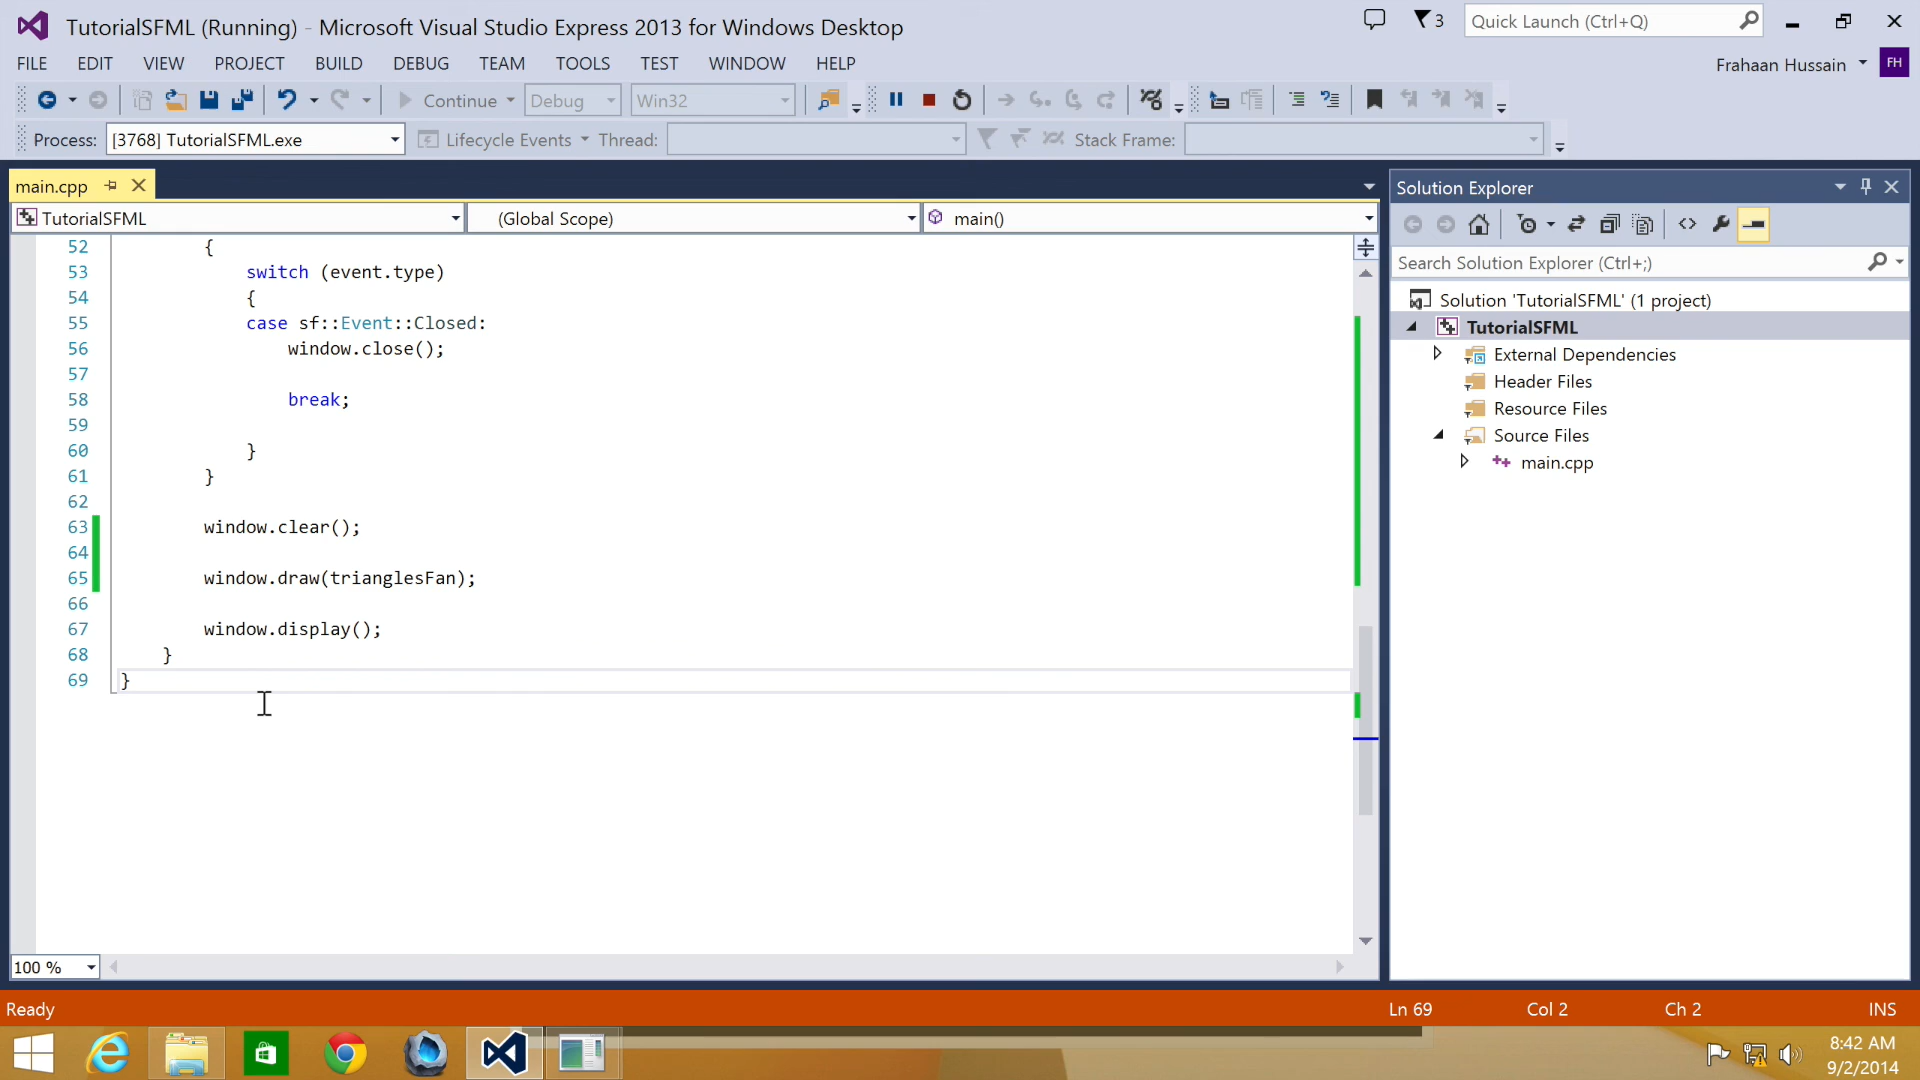 TutorialSFML (Running) - Microsoft Visual Studio Express 2013 for Windows Desktop
3
Quick Launch (Ctrl+Q)
FILE EDIT VIEW PROJECT BUILD DEBUG TEAM TOOLS TEST WINDOW HELP
Frahaan Hussain
FH
Continue
Debug
Win32
Process: [3768] TutorialSFML.exe
Lifecycle Events
Thread:
Stack Frame:
main.cpp
TutorialSFML
(Global Scope)
main()
52 {
53 switch (event.type)
54 {
55 case sf::Event::Closed:
56 window.close();
57
58 break;
59
60 }
61 }
62
63 window.clear();
64
65 window.draw(trianglesFan);
66
67 window.display();
68 }
69 }
100 %
Solution Explorer
Search Solution Explorer (Ctrl+;)
Solution 'TutorialSFML' (1 project)
TutorialSFML
External Dependencies
Header Files
Resource Files
Source Files
main.cpp
Ready
Ln 69
Col 2
Ch 2
INS
8:42 AM
9/2/2014